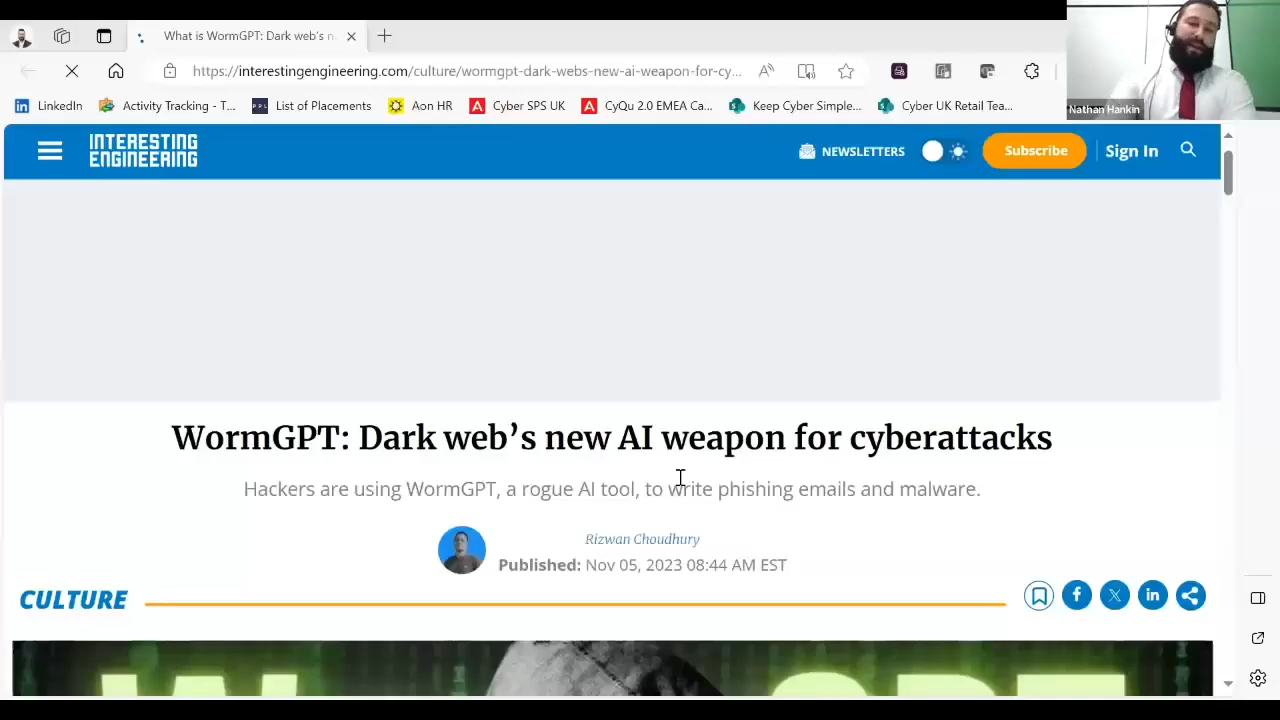 What is WormGPT: Dark web's n
https://interestingengineering.com/culture/wormgpt-dark-webs-new-ai-weapon-for-cy...
LinkedIn
Activity Tracking - T...
List of Placements
Aon HR
Cyber SPS UK
CyQu 2.0 EMEA Ca...
Keep Cyber Simple...
Cyber UK Retail Tea...
Nathan Hankin
INTERESTING
ENGINEERING
NEWSLETTERS
Subscribe
Sign In
WormGPT: Dark web’s new AI weapon for cyberattacks
Hackers are using WormGPT, a rogue AI tool, to write phishing emails and malware.
Rizwan Choudhury
Published: Nov 05, 2023 08:44 AM EST
CULTURE